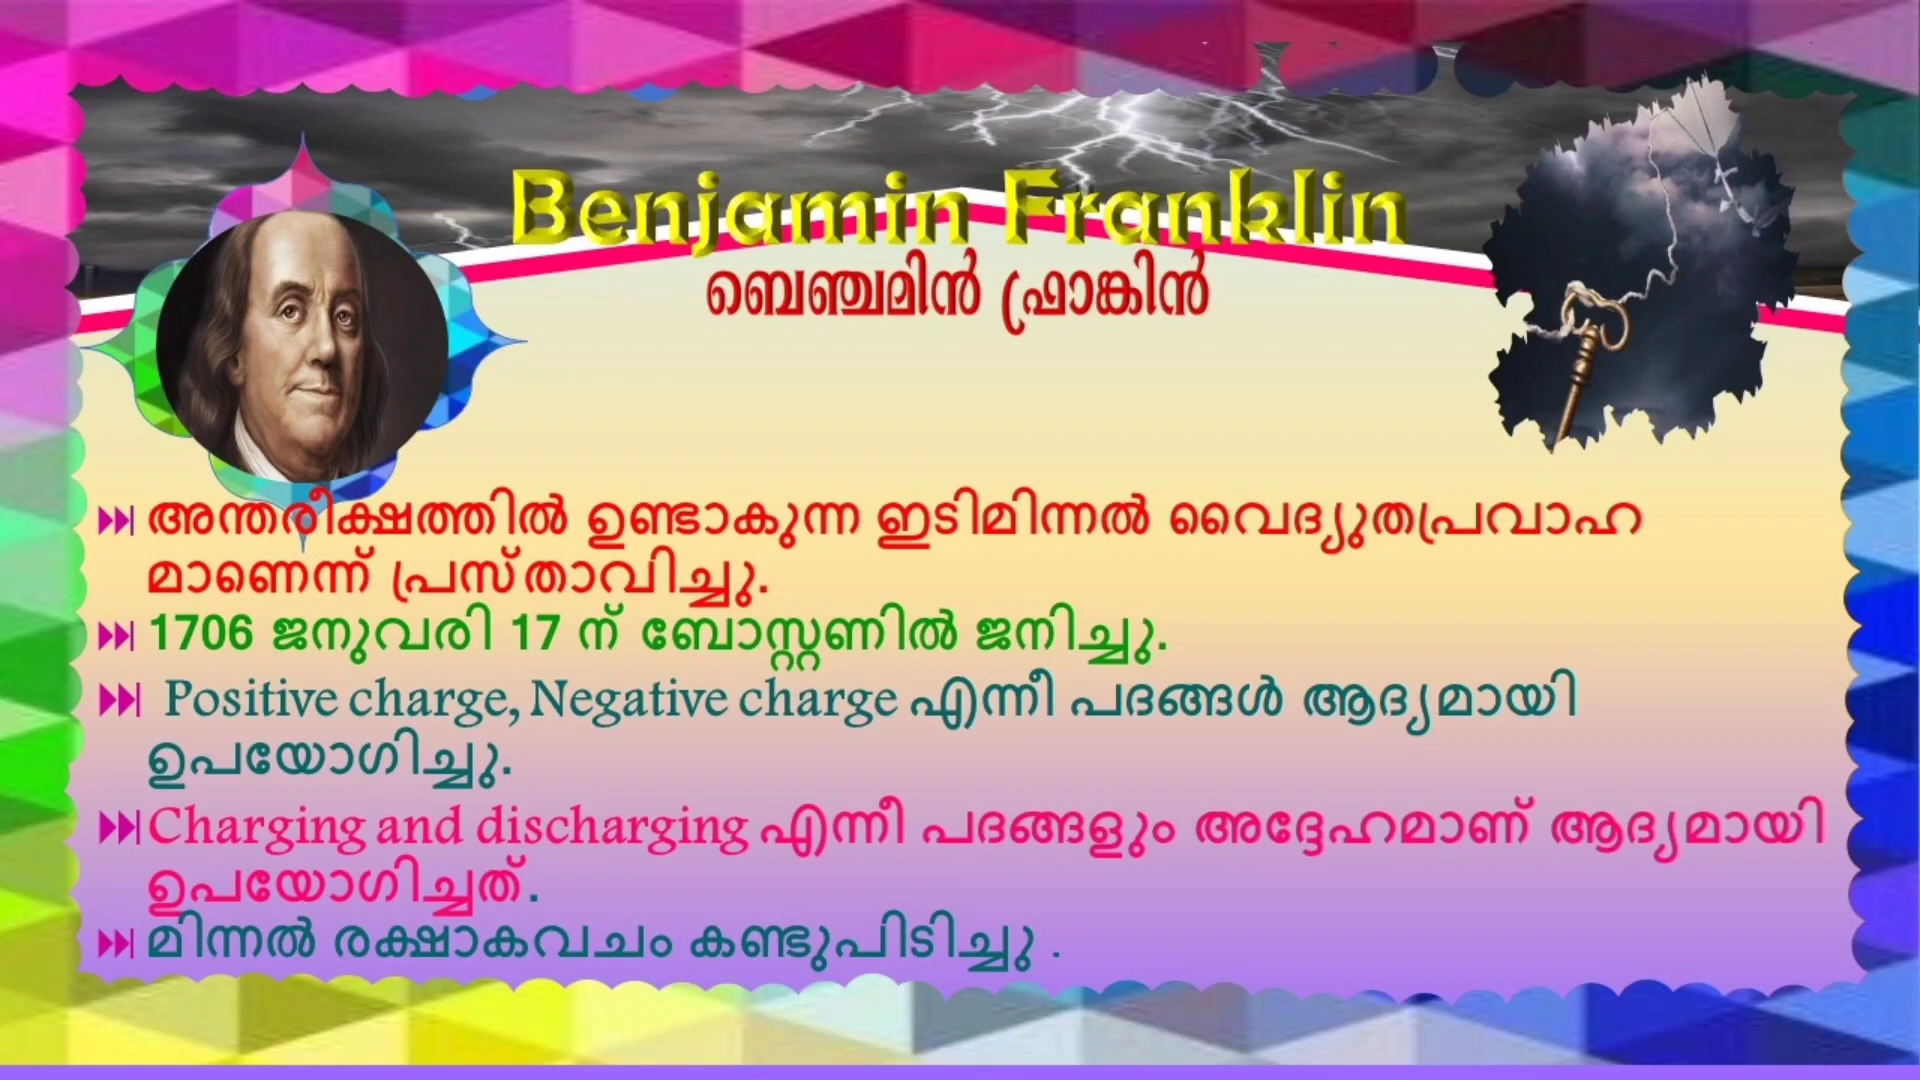 Benjamin Franklin
ബെഞ്ചമിൻ ഫ്രാങ്കിൻ
അന്തരീക്ഷത്തിൽ ഉണ്ടാകുന്ന ഇടിമിന്നൽ വൈദ്യുതപ്രവാഹ
മാണെന്ന് പ്രസ്താവിച്ചു.
1706 ജനുവരി 17 ന് ബോസ്റ്റണിൽ ജനിച്ചു.
Positive charge, Negative charge എന്നീ പദങ്ങൾ ആദ്യമായി
ഉപയോഗിച്ചു.
Charging and discharging എന്നീ പദങ്ങളും അദ്ദേഹമാണ് ആദ്യമായി
ഉപയോഗിച്ചത്.
മിന്നൽ രക്ഷാകവചം കണ്ടുപിടിച്ചു .